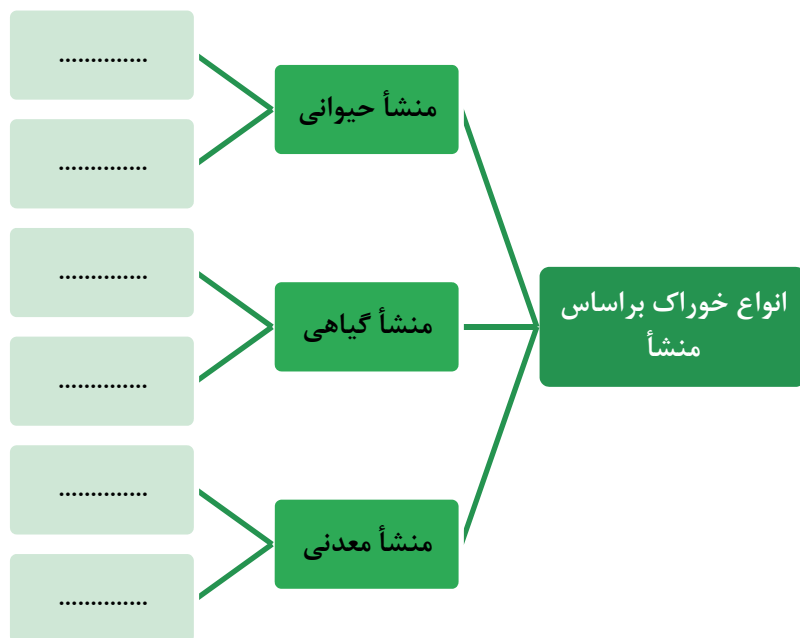 انواع خوراک براساس
منشأ
منشأ حیوانی
..............
..............
منشأ گیاهی
..............
..............
منشأ معدنی
..............
..............